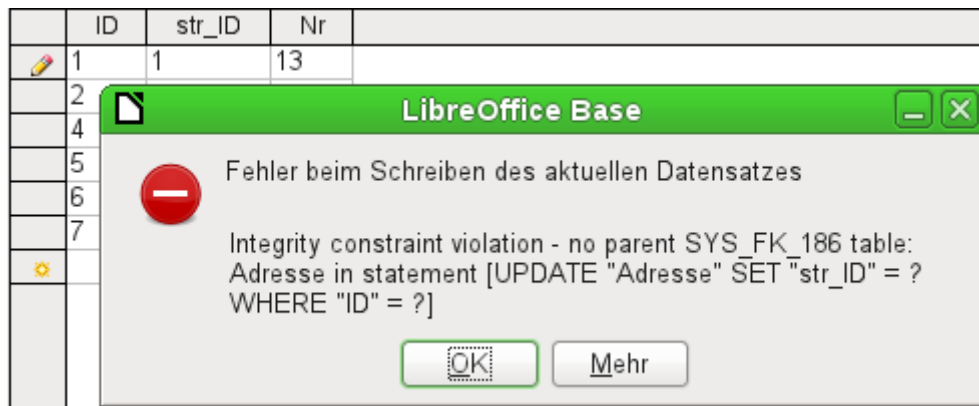 ID str_ID Nr
1 1 13
2
4
5
6
7
LibreOffice Base
Fehler beim Schreiben des aktuellen Datensatzes
Integrity constraint violation - no parent SYS_FK_186 table:
Adresse in statement [UPDATE "Adresse" SET "str_ID" = ?
WHERE "ID" = ?]
OK Mehr